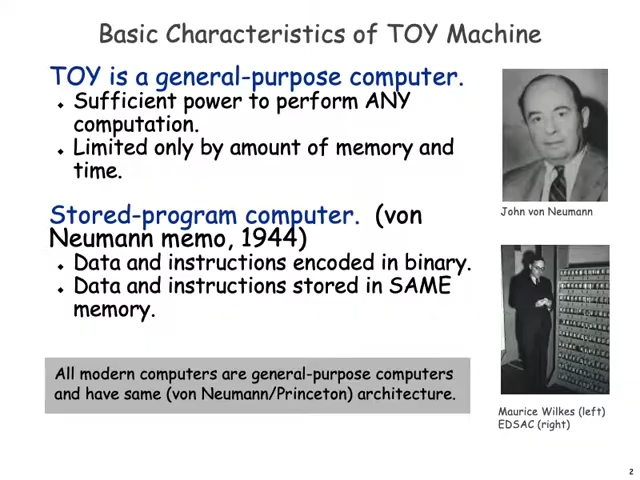 Basic Characteristics of TOY Machine
TOY is a general-purpose computer.
Sufficient power to perform ANY
computation.
Limited only by amount of memory and
time.
Stored-program computer. (von
Neumann memo, 1944)
Data and instructions encoded in binary.
Data and instructions stored in SAME
memory.
All modern computers are general-purpose computers
and have same (von Neumann/Princeton) architecture.
John von Neumann
Maurice Wilkes (left)
EDSAC (right)
2